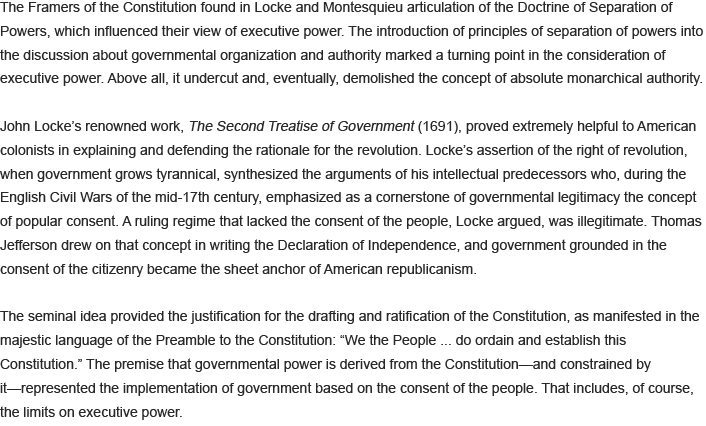 The Framers of the Constitution found in Locke and Montesquieu articulation of the Doctrine of Separation of
Powers, which influenced their view of executive power. The introduction of principles of separation of powers into
the discussion about governmental organization and authority marked a turning point in the consideration of
executive power. Above all, it undercut and, eventually, demolished the concept of absolute monarchical authority.
John Locke’s renowned work, The Second Treatise of Government (1691), proved extremely helpful to American
colonists in explaining and defending the rationale for the revolution. Locke’s assertion of the right of revolution,
when government grows tyrannical, synthesized the arguments of his intellectual predecessors who, during the
English Civil Wars of the mid-17th century, emphasized as a cornerstone of governmental legitimacy the concept
of popular consent. A ruling regime that lacked the consent of the people, Locke argued, was illegitimate. Thomas
Jefferson drew on that concept in writing the Declaration of Independence, and government grounded in the
consent of the citizenry became the sheet anchor of American republicanism.
The seminal idea provided the justification for the drafting and ratification of the Constitution, as manifested in the
majestic language of the Preamble to the Constitution: “We the People ... do ordain and establish this
Constitution.” The premise that governmental power is derived from the Constitution—and constrained by
it—represented the implementation of government based on the consent of the people. That includes, of course,
the limits on executive power.